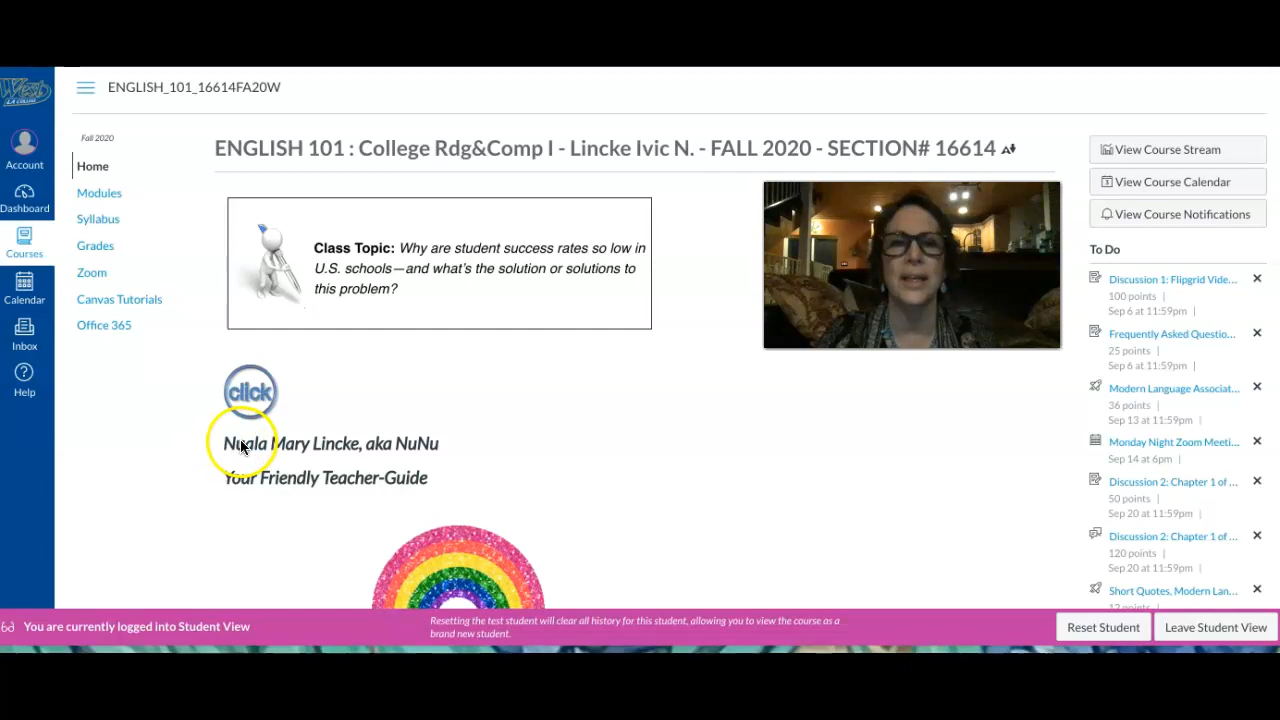 West
LA COLLEGE
ENGLISH_101_16614FA20W
Account
Dashboard
Courses
Calendar
Inbox
Help
Fall 2020
Home
Modules
Syllabus
Grades
Zoom
Canvas Tutorials
Office 365
ENGLISH 101 : College Rdg&Comp I - Lincke Ivic N. - FALL 2020 - SECTION# 16614
Class Topic: Why are student success rates so low in
U.S. schools—and what's the solution or solutions to
this problem?
click
Nuala Mary Lincke, aka NuNu
Your Friendly Teacher-Guide
View Course Stream
View Course Calendar
View Course Notifications
To Do
Discussion 1: Flipgrid Vide...
100 points |
Sep 6 at 11:59pm |
Frequently Asked Questio...
25 points |
Sep 6 at 11:59pm |
Modern Language Associat...
36 points |
Sep 13 at 11:59pm |
Monday Night Zoom Meeti...
Sep 14 at 6pm |
Discussion 2: Chapter 1 of ...
50 points |
Sep 20 at 11:59pm |
Discussion 2: Chapter 1 of ...
120 points |
Sep 20 at 11:59pm |
Short Quotes, Modern Lan...
12 points |
You are currently logged into Student View
Resetting the test student will clear all history for this student, allowing you to view the course as a
brand new student.
Reset Student
Leave Student View